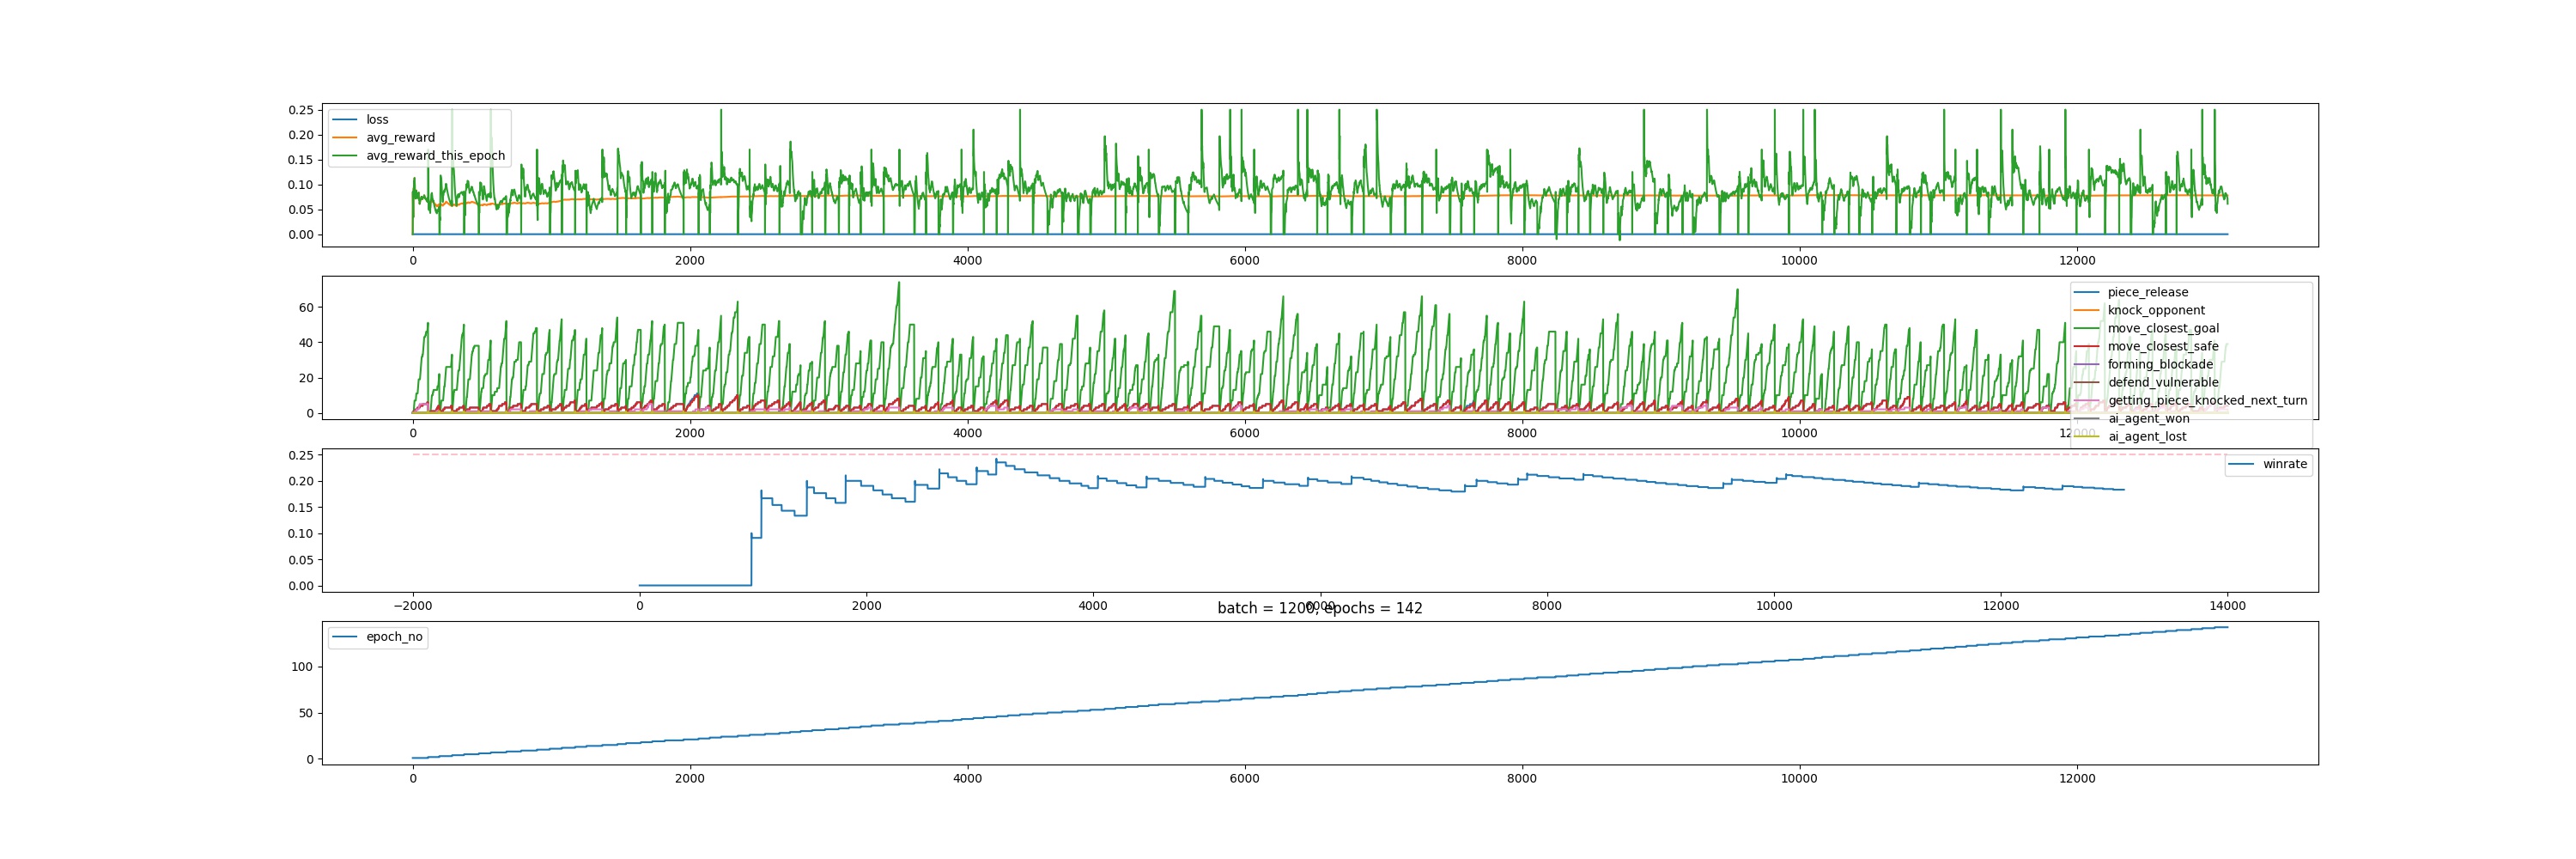 0.25
0.20
0.15
0.10
0.05
0.00
loss
avg_reward
avg_reward_this_epoch
0 2000 4000 6000 8000 10000 12000
60
40
20
0
piece_release
knock_opponent
move_closest_goal
move_closest_safe
forming_blockade
defend_vulnerable
getting_piece_knocked_next_turn
ai_agent_won
ai_agent_lost
0 2000 4000 6000 8000 10000 12000
0.25
0.20
0.15
0.10
0.05
0.00
winrate
−2000 0 2000 4000 6000 8000 10000 12000 14000
batch = 1200, epochs = 142
epoch_no
100
50
0
0 2000 4000 6000 8000 10000 12000